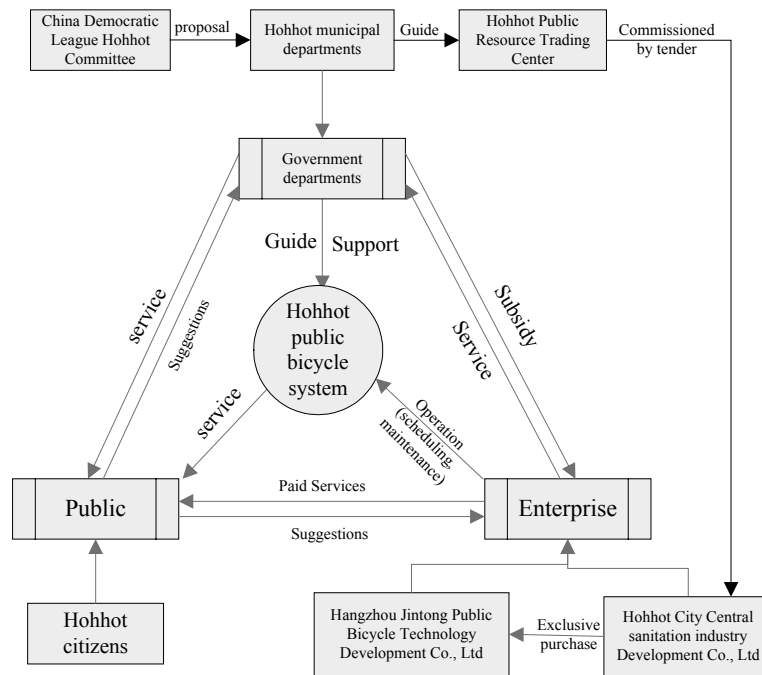 China Democratic
League Hohhot
Committee
proposal
Hohhot municipal
departments
Guide
Hohhot Public
Resource Trading
Center
Commissioned
by tender
Government
departments
Guide
Support
service
Suggestions
Subsidy
Service
Hohhot
public
bicycle
system
service
Operation
(scheduling,
maintenance)
Public
Paid Services
Suggestions
Enterprise
Hohhot
citizens
Hangzhou Jintong Public
Bicycle Technology
Development Co., Ltd
Exclusive
purchase
Hohhot City Central
sanitation industry
Development Co., Ltd